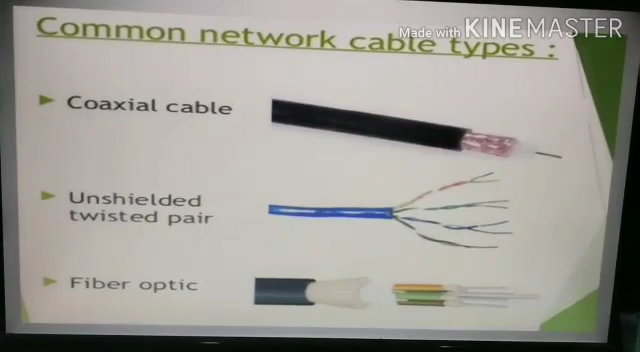 Made with KINEMASTER
Common network cable types :
Coaxial cable
Unshielded
twisted pair
Fiber optic